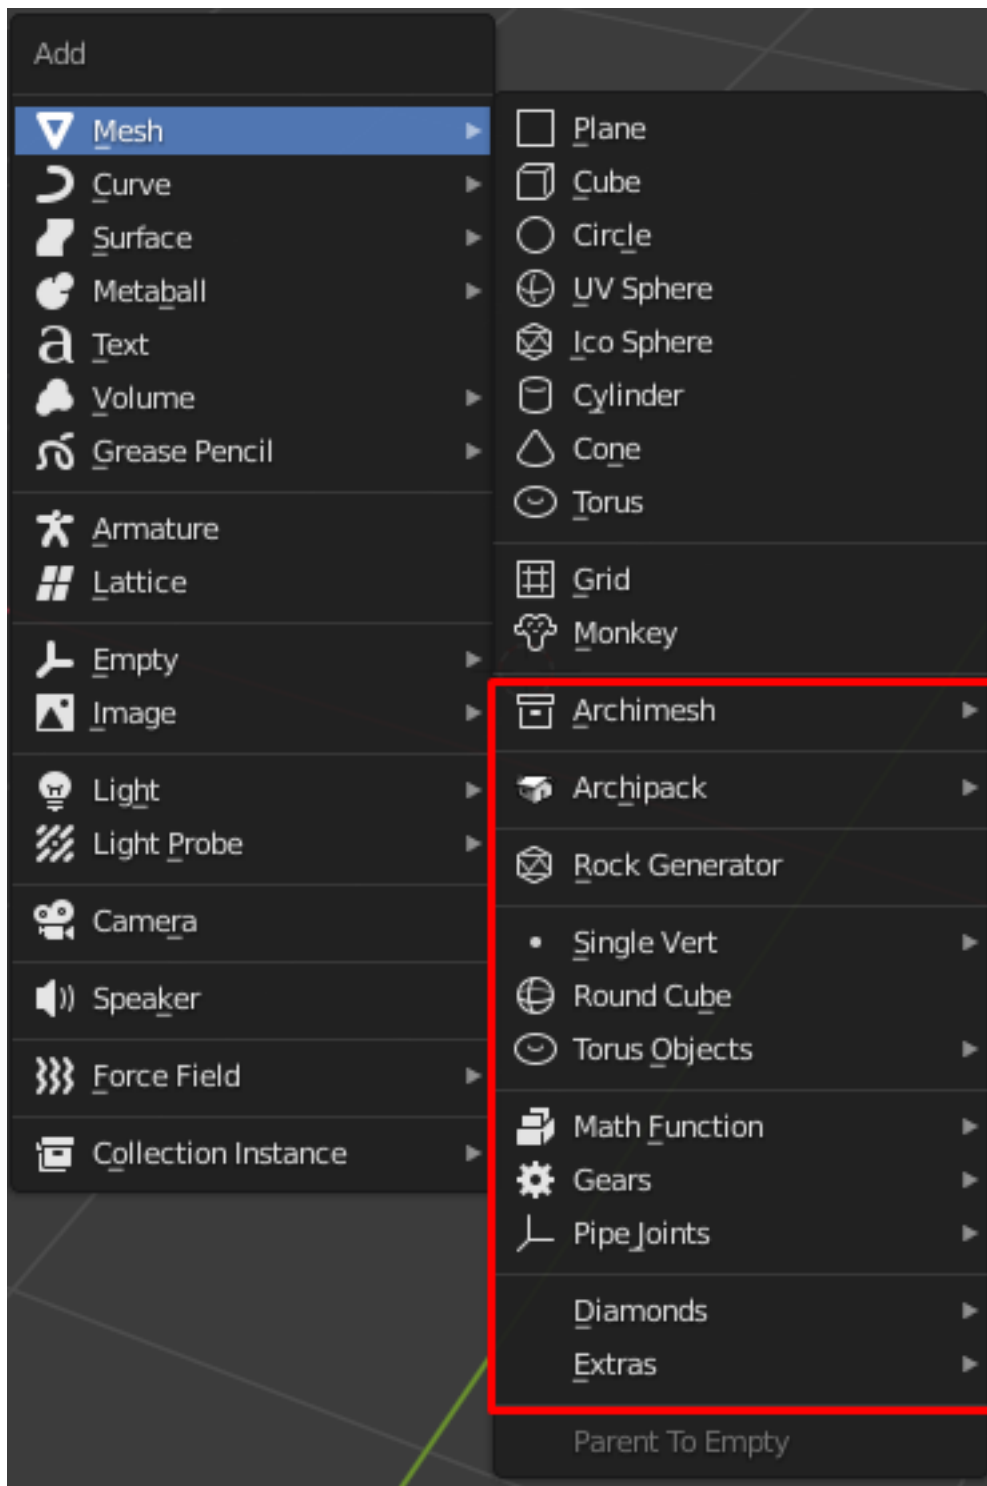 Add
Mesh
Curve
Surface
Metaball
Text
Volume
Grease Pencil
Armature
Lattice
Empty
Image
Light
Light Probe
Camera
Speaker
Force Field
Collection Instance
Plane
Cube
Circle
UV Sphere
Ico Sphere
Cylinder
Cone
Torus
Grid
Monkey
Archimesh
Archipack
Rock Generator
Single Vert
Round Cube
Torus Objects
Math Function
Gears
Pipe Joints
Diamonds
Extras
Parent To Empty